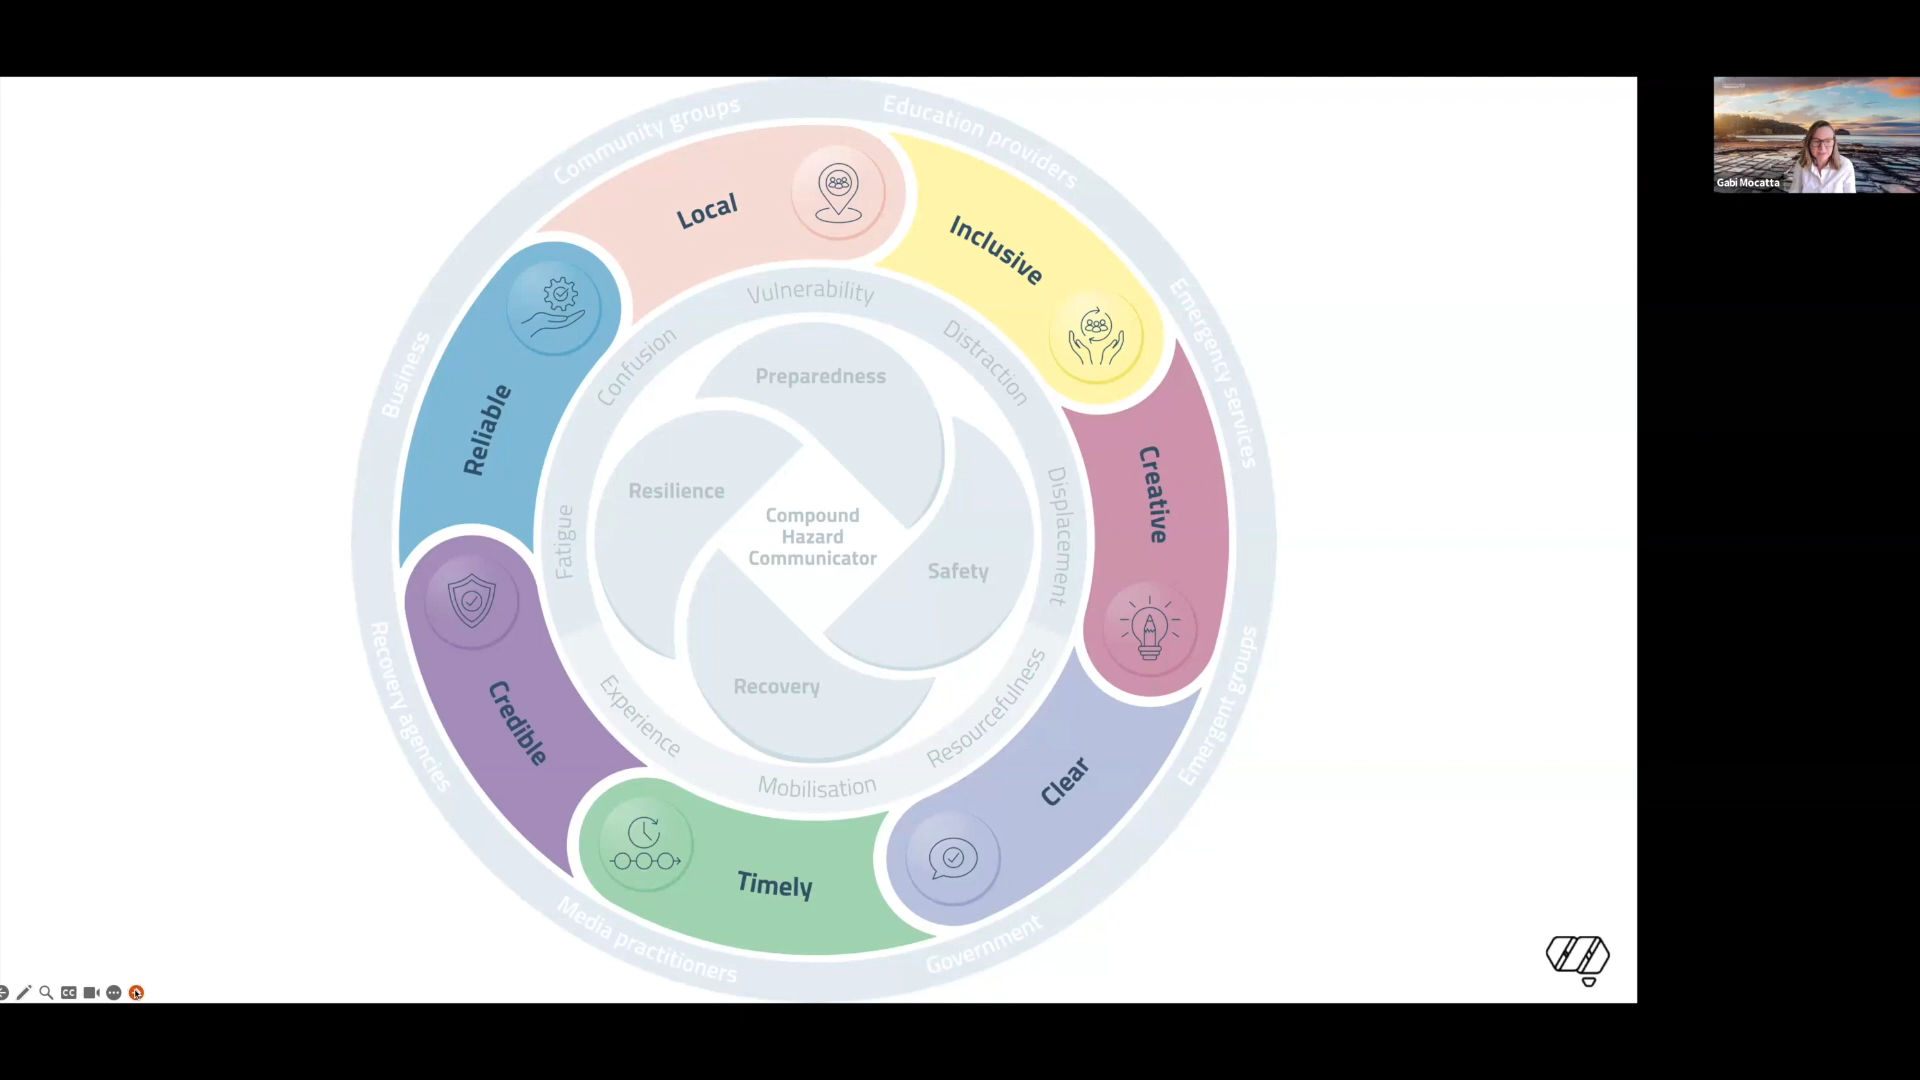 Community groups
Education providers
Emergency services
Emergent groups
Government
Media practitioners
Recovery agencies
Business
Local
Inclusive
Creative
Clear
Timely
Credible
Reliable
Vulnerability
Distraction
Displacement
Resourcefulness
Mobilisation
Experience
Fatigue
Confusion
Preparedness
Safety
Recovery
Resilience
Compound
Hazard
Communicator
Gabi Mocatta
CC